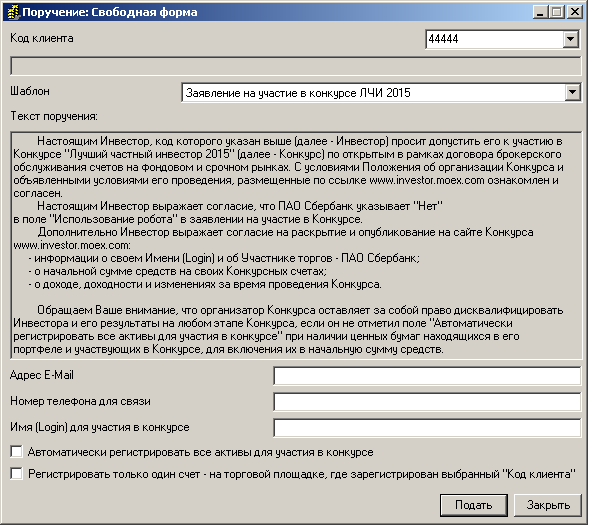 Поручение: Свободная форма
Код клиента
44444
Шаблон
Заявление на участие в конкурсе ЛЧИ 2015
Текст поручения:
Настоящим Инвестор, код которого указан выше (далее - Инвестор) просит допустить его к участию в
Конкурсе "Лучший частный инвестор 2015" (далее - Конкурс) по открытым в рамках договора брокерского
обслуживания счетов на Фондовом и срочном рынках. С условиями Положения об организации Конкурса и
объявленными условиями его проведения, размещенные по ссылке www.investor.moex.com ознакомлен и
согласен.
Настоящим Инвестор выражает согласие, что ПАО Сбербанк указывает "Нет"
в поле "Использование робота" в заявлении на участие в Конкурсе.
Дополнительно Инвестор выражает согласие на раскрытие и опубликование на сайте Конкурса
www.investor.moex.com:
- информации о своем Имени (Login) и об Участнике торгов - ПАО Сбербанк;
- о начальной сумме средств на своих Конкурсных счетах;
- о доходе, доходности и изменениях за время проведения Конкурса.
Обращаем Ваше внимание, что организатор Конкурса оставляет за собой право дисквалифицировать
Инвестора и его результаты на любом этапе Конкурса, если он не отметил поле "Автоматически
регистрировать все активы для участия в конкурсе" при наличии ценных бумаг находящихся в его
портфеле и участвующих в Конкурсе, для включения их в начальную сумму средств.
Адрес E-Mail
Номер телефона для связи
Имя (Login) для участия в конкурсе
Автоматически регистрировать все активы для участия в конкурсе
Регистрировать только один счет - на торговой площадке, где зарегистрирован выбранный "Код клиента"
Подать
Закрыть